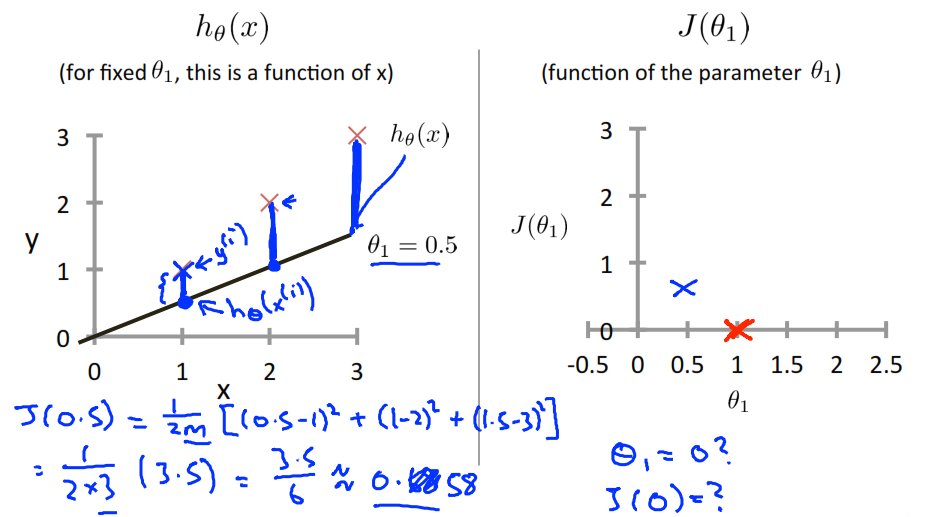 hθ(x)
(for fixed θ₁, this is a function of x)
3
2
1
0
y
0 1 2 3
x
hθ(x)
θ₁ = 0.5
y⁽ⁱ⁾
hθ(x⁽ⁱ⁾)
J(0.5) = 1/2m [(0.5-1)² + (1-2)² + (1.5-3)²]
= 1/2×3 (3.5) = 3.5/6 ≈ 0.58
J(θ₁)
(function of the parameter θ₁)
3
2
1
0
J(θ₁)
-0.5 0 0.5 1 1.5 2 2.5
θ₁
θ₁ = 0?
J(0) = ?